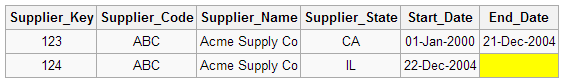 Supplier_Key Supplier_Code Supplier_Name Supplier_State Start_Date End_Date
123 ABC Acme Supply Co CA 01-Jan-2000 21-Dec-2004
124 ABC Acme Supply Co IL 22-Dec-2004